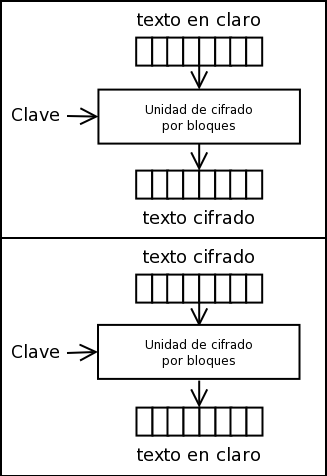 texto en claro
Clave
Unidad de cifrado
por bloques
texto cifrado
texto cifrado
Clave
Unidad de cifrado
por bloques
texto en claro